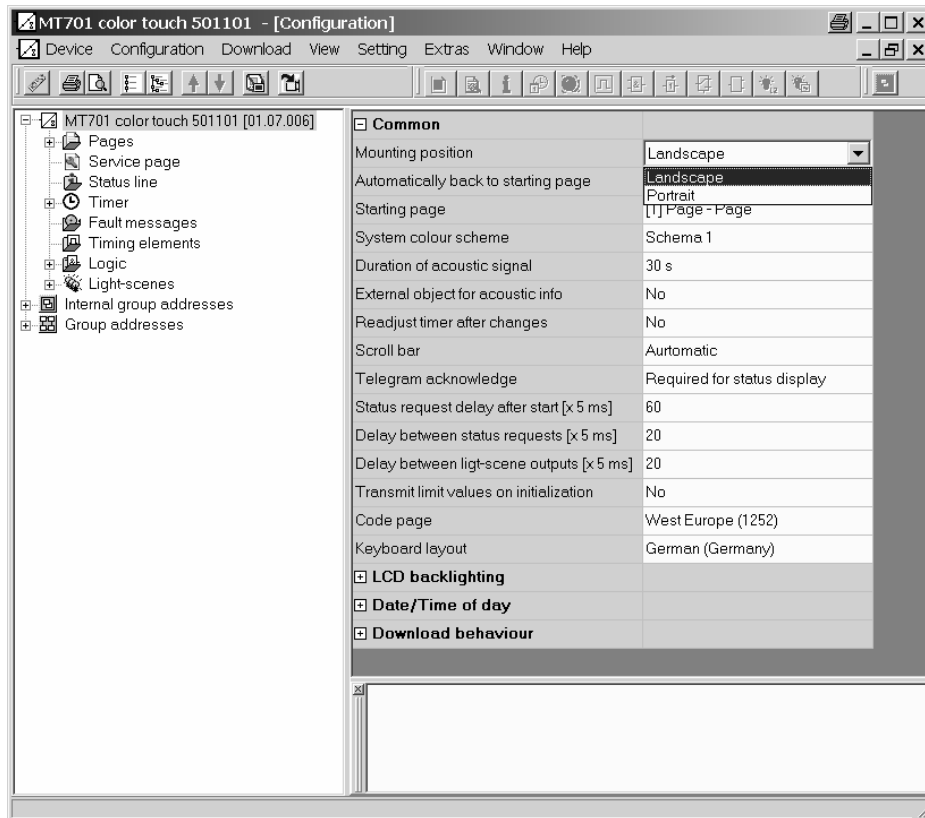 MT701 color touch 501101 - [Configuration]
Device Configuration Download View Setting Extras Window Help
MT701 color touch 501101 [01.07.006]
Pages
Service page
Status line
Timer
Fault messages
Timing elements
Logic
Light-scenes
Internal group addresses
Group addresses
Common
Mounting position Landscape
Landscape
Portrait
Automatically back to starting page
Starting page [1] Page - Page
System colour scheme Schema 1
Duration of acoustic signal 30 s
External object for acoustic info No
Readjust timer after changes No
Scroll bar Aurtomatic
Telegram acknowledge Required for status display
Status request delay after start [x 5 ms] 60
Delay between status requests [x 5 ms] 20
Delay between ligt-scene outputs [x 5 ms] 20
Transmit limit values on initialization No
Code page West Europe (1252)
Keyboard layout German (Germany)
LCD backlighting
Date/Time of day
Download behaviour